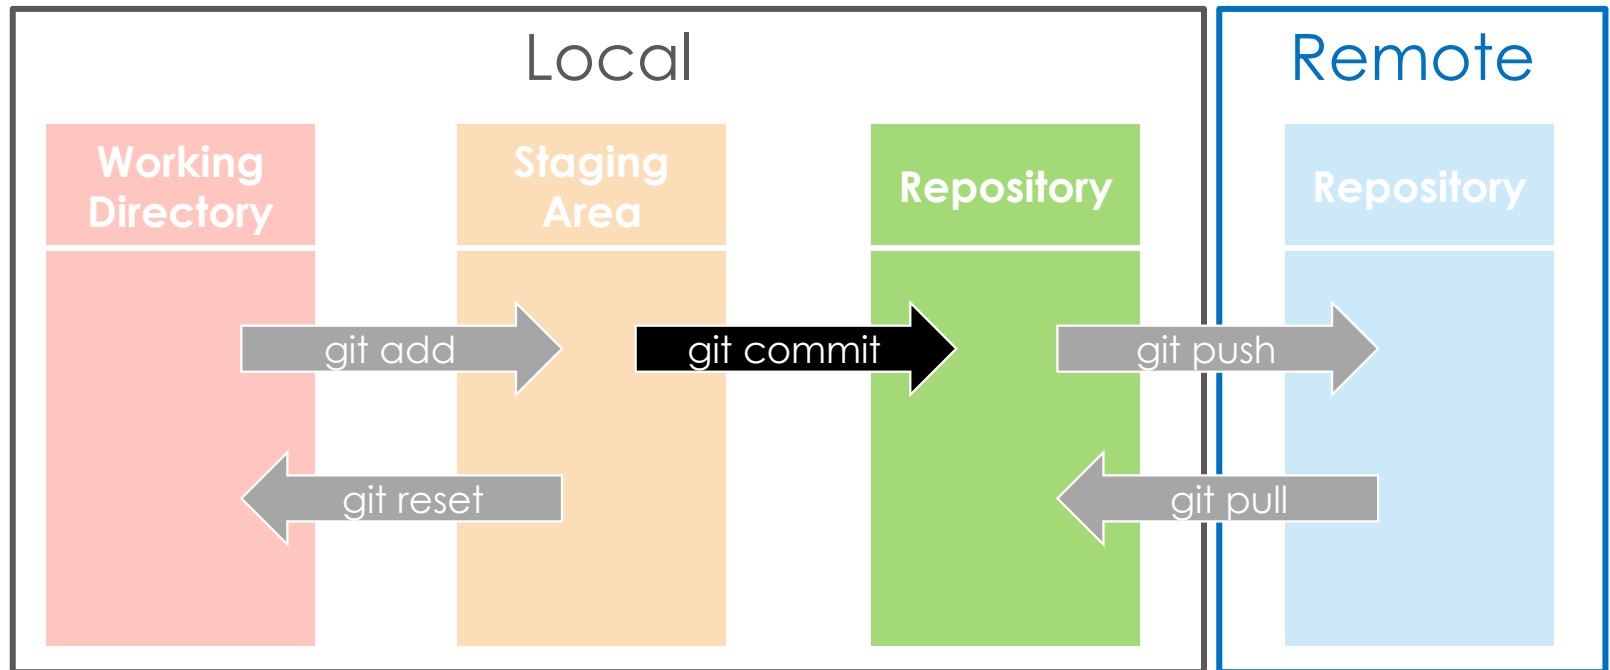 Local
Remote
Working
Directory
Staging
Area
Repository
Repository
git add
git commit
git push
git reset
git pull